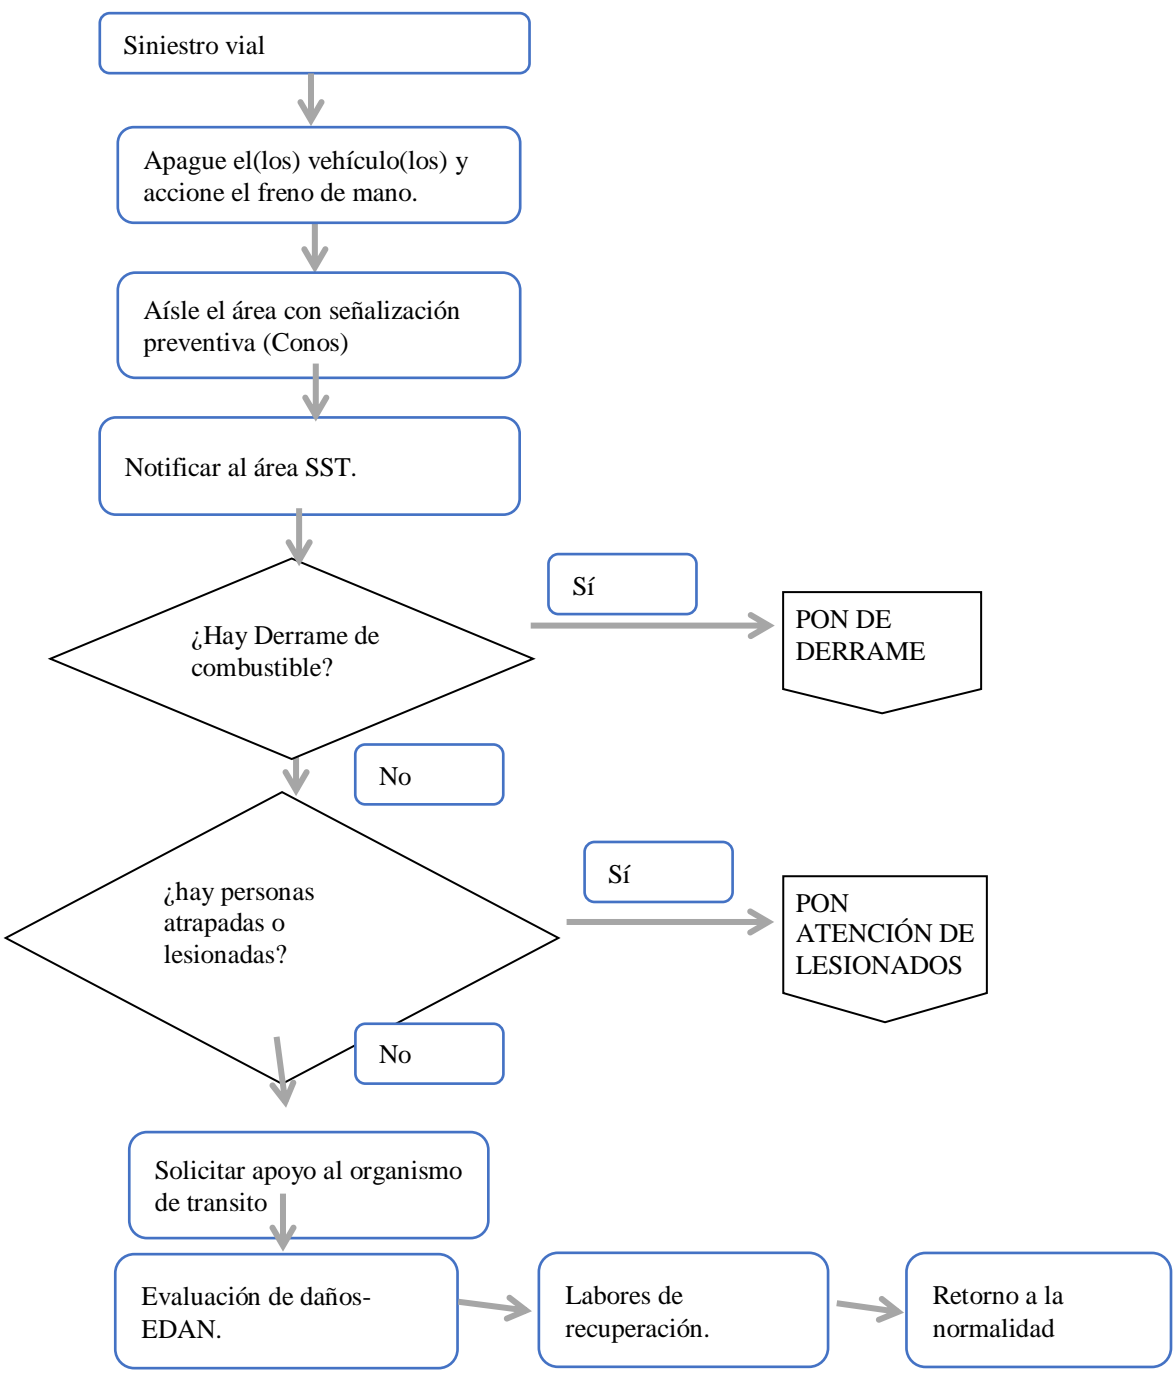 Siniestro vial
Apague el(los) vehículo(los) y
accione el freno de mano.
Aísle el área con señalización
preventiva (Conos)
Notificar al área SST.
¿Hay Derrame de
combustible?
Sí
PON DE
DERRAME
No
¿hay personas
atrapadas o
lesionadas?
Sí
PON
ATENCIÓN DE
LESIONADOS
No
Solicitar apoyo al organismo
de transito
Evaluación de daños-
EDAN.
Labores de
recuperación.
Retorno a la
normalidad